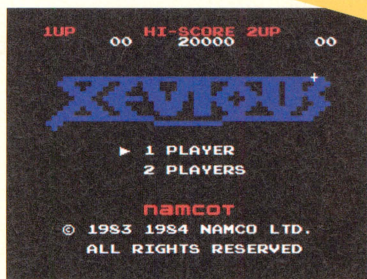 1UP HI-SCORE 2UP
00 20000 00
XEVIOUS
► 1 PLAYER
2 PLAYERS
namcot
© 1983 1984 NAMCO LTD.
ALL RIGHTS RESERVED